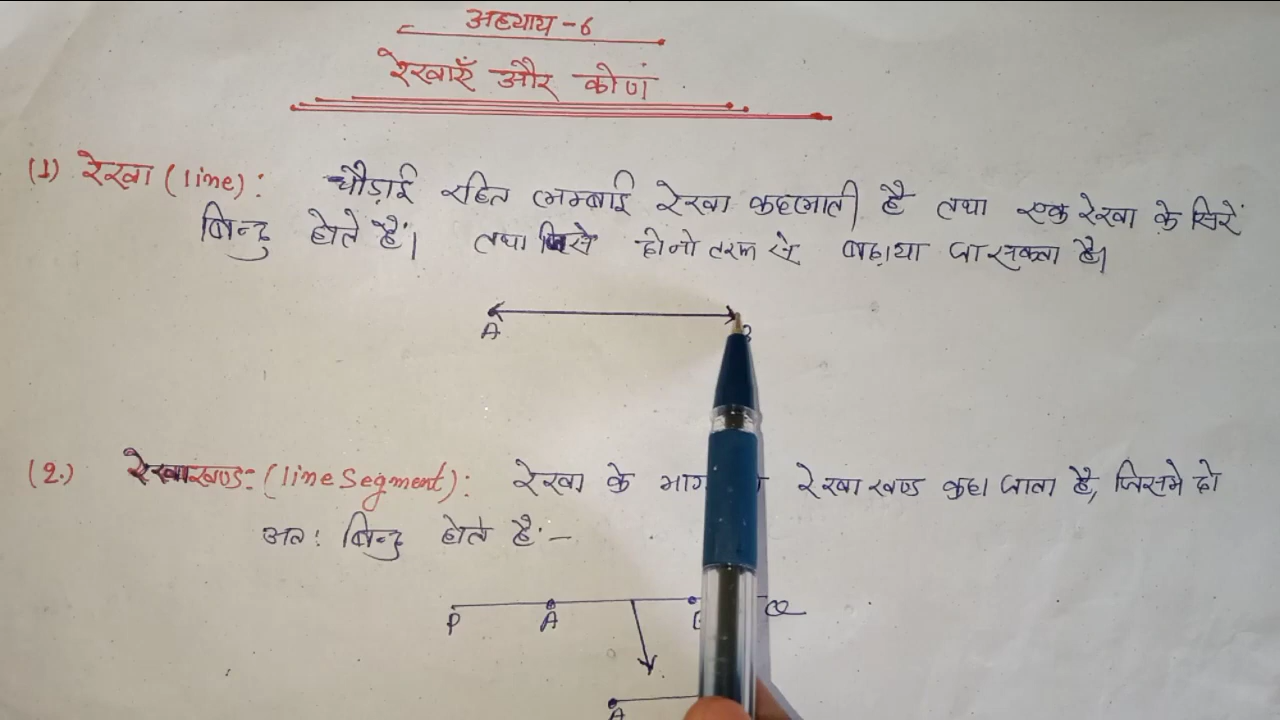 अध्याय - 6
रेखाएँ और कोण
(1) रेखा (line) : चौड़ाई रहित लम्बाई रेखा कहलाती है तथा एक रेखा के सिरें
बिन्दु होते हैं। तथा जिसे दोनो तरफ से बढ़ाया जा सकता है।
A
(2.) रेखाखण्ड:- (line Segment) : रेखा के भाग रेखा खण्ड कहा जाता है, जिसमे दो
अंत: बिन्दु होते है:-
P A Q
A